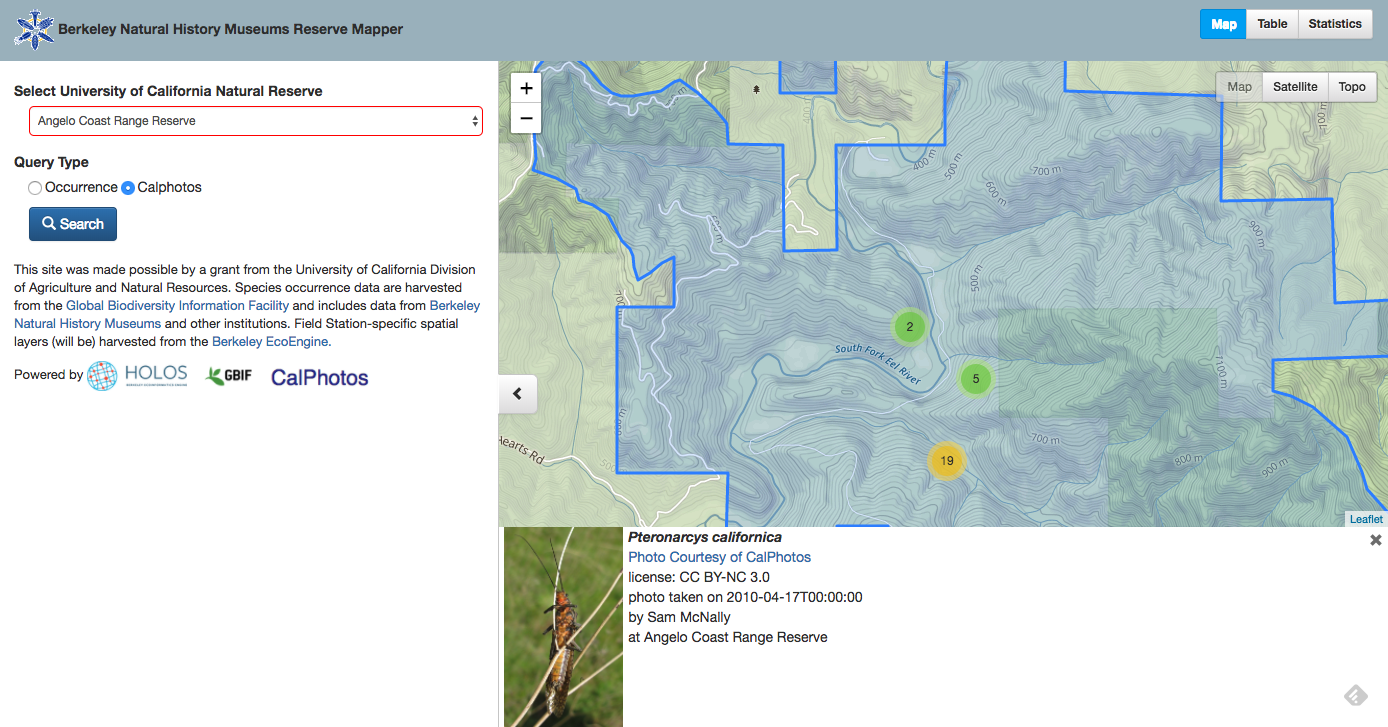 Berkeley Natural History Museums Reserve Mapper
Map Table Statistics
Select University of California Natural Reserve
Angelo Coast Range Reserve
Query Type
Occurrence Calphotos
Search
This site was made possible by a grant from the University of California Division
of Agriculture and Natural Resources. Species occurrence data are harvested
from the Global Biodiversity Information Facility and includes data from Berkeley
Natural History Museums and other institutions. Field Station-specific spatial
layers (will be) harvested from the Berkeley EcoEngine.
Powered by HOLOS GBIF CalPhotos
BERKELEY ECOINFORMATICS ENGINE
+
−
Map Satellite Topo
400 m
500 m
600 m
700 m
900 m
500 m
2
South Fork Eel River
5
1100 m
19
700 m
800 m
900 m
Hearts Rd
Leaflet
Pteronarcys californica
Photo Courtesy of CalPhotos
license: CC BY-NC 3.0
photo taken on 2010-04-17T00:00:00
by Sam McNally
at Angelo Coast Range Reserve